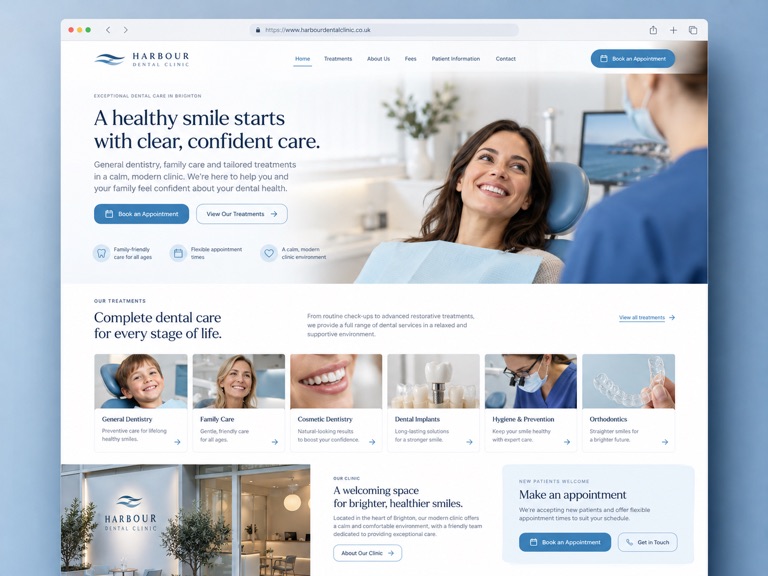 https://www.harbourdentalclinic.co.uk
HARBOUR
DENTAL CLINIC
Home
Treatments
About Us
Fees
Patient Information
Contact
Book an Appointment
EXCEPTIONAL DENTAL CARE IN BRIGHTON
A healthy smile starts
with clear, confident care.
General dentistry, family care and tailored treatments
in a calm, modern clinic. We're here to help you and
your family feel confident about your dental health.
Book an Appointment
View Our Treatments
Family-friendly
care for all ages
Flexible appointment
times
A calm, modern
clinic environment
OUR TREATMENTS
Complete dental care
for every stage of life.
From routine check-ups to advanced restorative treatments,
we provide a full range of dental services in a relaxed and
supportive environment.
View all treatments
General Dentistry
Preventive care for lifelong
healthy smiles.
Family Care
Gentle, friendly care
for all ages.
Cosmetic Dentistry
Natural-looking results
to boost your confidence.
Dental Implants
Long-lasting solutions
for a stronger smile.
Hygiene & Prevention
Keep your smile healthy
with expert care.
Orthodontics
Straighter smiles for
a brighter future.
HARBOUR
DENTAL CLINIC
OUR CLINIC
A welcoming space
for brighter, healthier smiles.
Located in the heart of Brighton, our modern clinic offers
a calm and comfortable environment, with a friendly team
dedicated to providing exceptional care.
About Our Clinic
NEW PATIENTS WELCOME
Make an appointment
We're accepting new patients and offer flexible
appointment times to suit your schedule.
Book an Appointment
Get in Touch